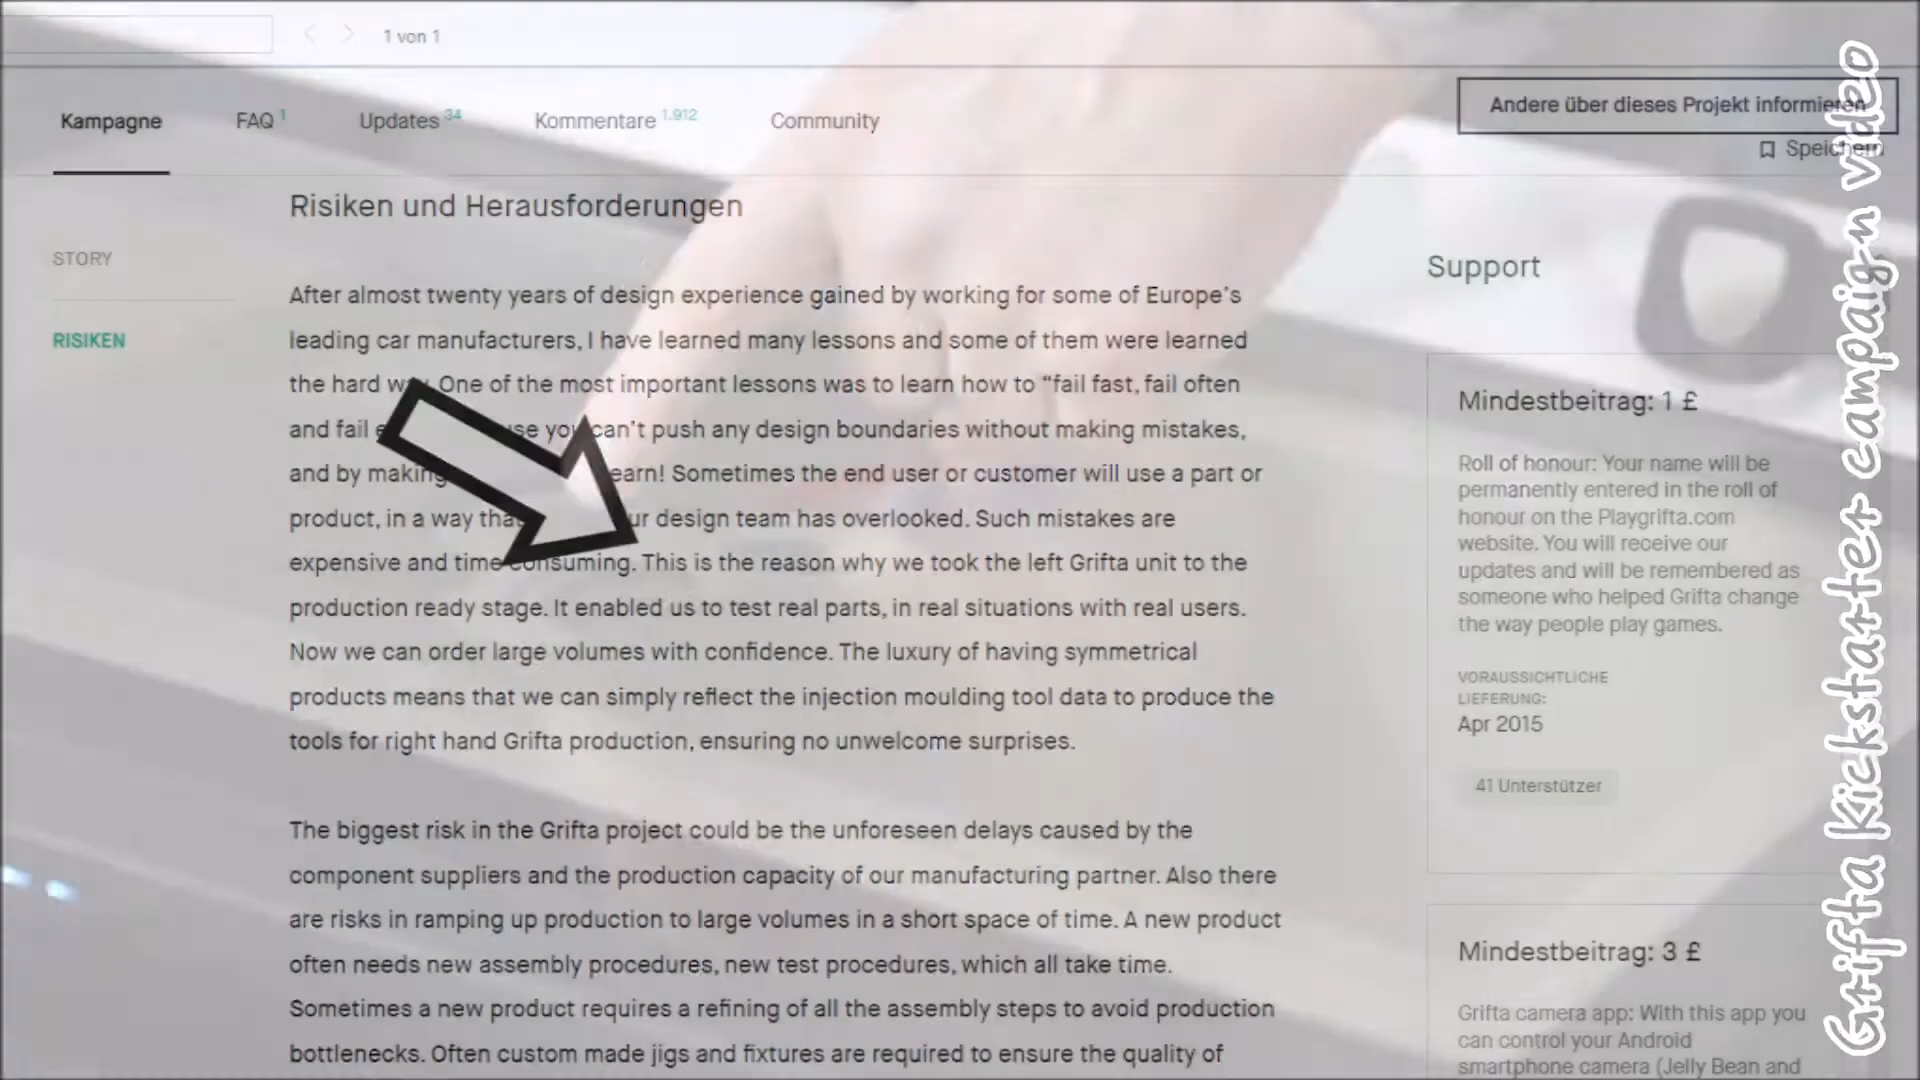 1 von 1
Kampagne
FAQ 1
Updates 34
Kommentare 1.912
Community
Andere über dieses Projekt informieren
Speichern
Risiken und Herausforderungen
STORY
RISIKEN
After almost twenty years of design experience gained by working for some of Europe's
leading car manufacturers, I have learned many lessons and some of them were learned
the hard way. One of the most important lessons was to learn how to "fail fast, fail often
and fail you can't push any design boundaries without making mistakes,
and by making learn! Sometimes the end user or customer will use a part or
product, in a way that design team has overlooked. Such mistakes are
expensive and time consuming. This is the reason why we took the left Grifta unit to the
production ready stage. It enabled us to test real parts, in real situations with real users.
Now we can order large volumes with confidence. The luxury of having symmetrical
products means that we can simply reflect the injection moulding tool data to produce the
tools for right hand Grifta production, ensuring no unwelcome surprises.
The biggest risk in the Grifta project could be the unforeseen delays caused by the
component suppliers and the production capacity of our manufacturing partner. Also there
are risks in ramping up production to large volumes in a short space of time. A new product
often needs new assembly procedures, new test procedures, which all take time.
Sometimes a new product requires a refining of all the assembly steps to avoid production
bottlenecks. Often custom made jigs and fixtures are required to ensure the quality of
Support
Mindestbeitrag: 1 £
Roll of honour: Your name will be
permanently entered in the roll of
honour on the Playgrifta.com
website. You will receive our
updates and will be remembered as
someone who helped Grifta change
the way people play games.
VORAUSSICHTLICHE
LIEFERUNG:
Apr 2015
41 Unterstützer
Mindestbeitrag: 3 £
Grifta camera app: With this app you
can control your Android
smartphone camera (Jelly Bean and
Grifta Kickstarter campaign video